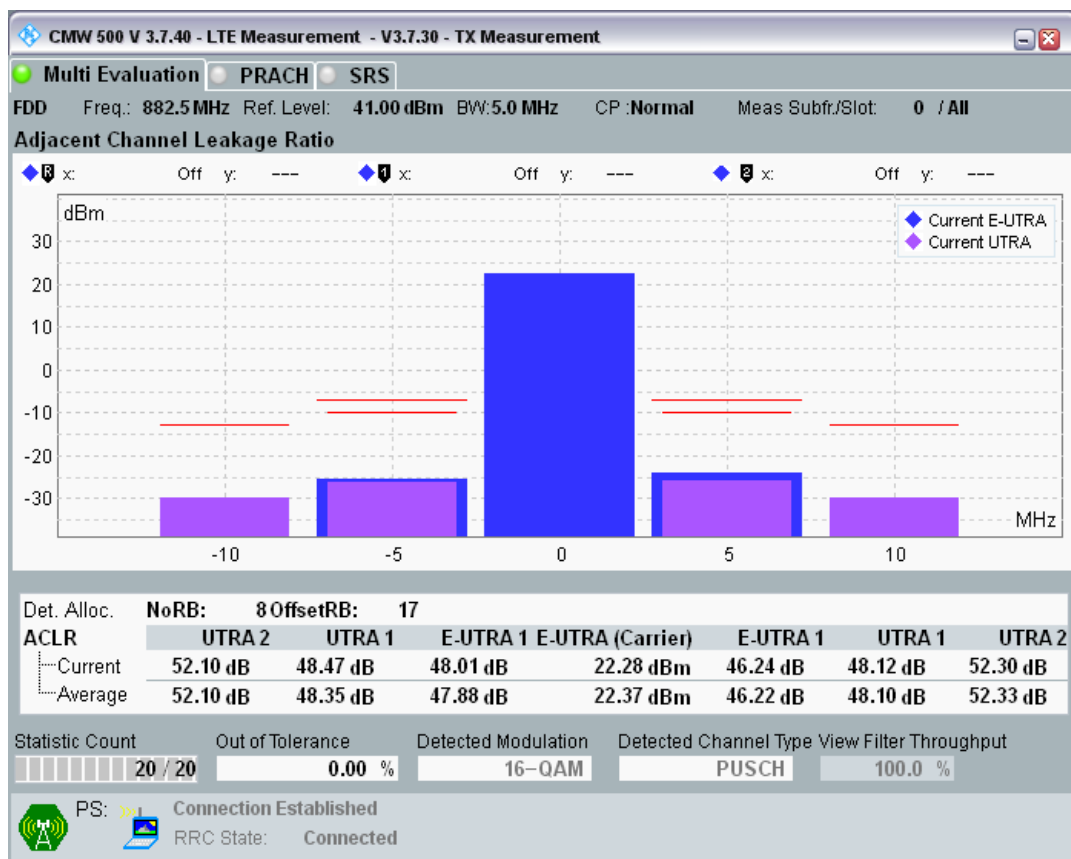 CMW 500 V 3.7.40 - LTE Measurement - V3.7.30 - TX Measurement
Multi Evaluation PRACH SRS
FDD Freq.: 882.5 MHz Ref. Level: 41.00 dBm BW:5.0 MHz CP :Normal Meas Subfr./Slot: 0 / All
Adjacent Channel Leakage Ratio
R x: Off y: --- 1 x: Off y: --- 2 x: Off y: ---
dBm
Current E-UTRA
Current UTRA
30
20
10
0
-10
-20
-30
MHz
-10 -5 0 5 10
Det. Alloc. NoRB: 8 OffsetRB: 17
ACLR UTRA 2 UTRA 1 E-UTRA 1 E-UTRA (Carrier) E-UTRA 1 UTRA 1 UTRA 2
Current 52.10 dB 48.47 dB 48.01 dB 22.28 dBm 46.24 dB 48.12 dB 52.30 dB
Average 52.10 dB 48.35 dB 47.88 dB 22.37 dBm 46.22 dB 48.10 dB 52.33 dB
Statistic Count Out of Tolerance Detected Modulation Detected Channel Type View Filter Throughput
20 / 20 0.00 % 16-QAM PUSCH 100.0 %
PS: Connection Established
RRC State: Connected